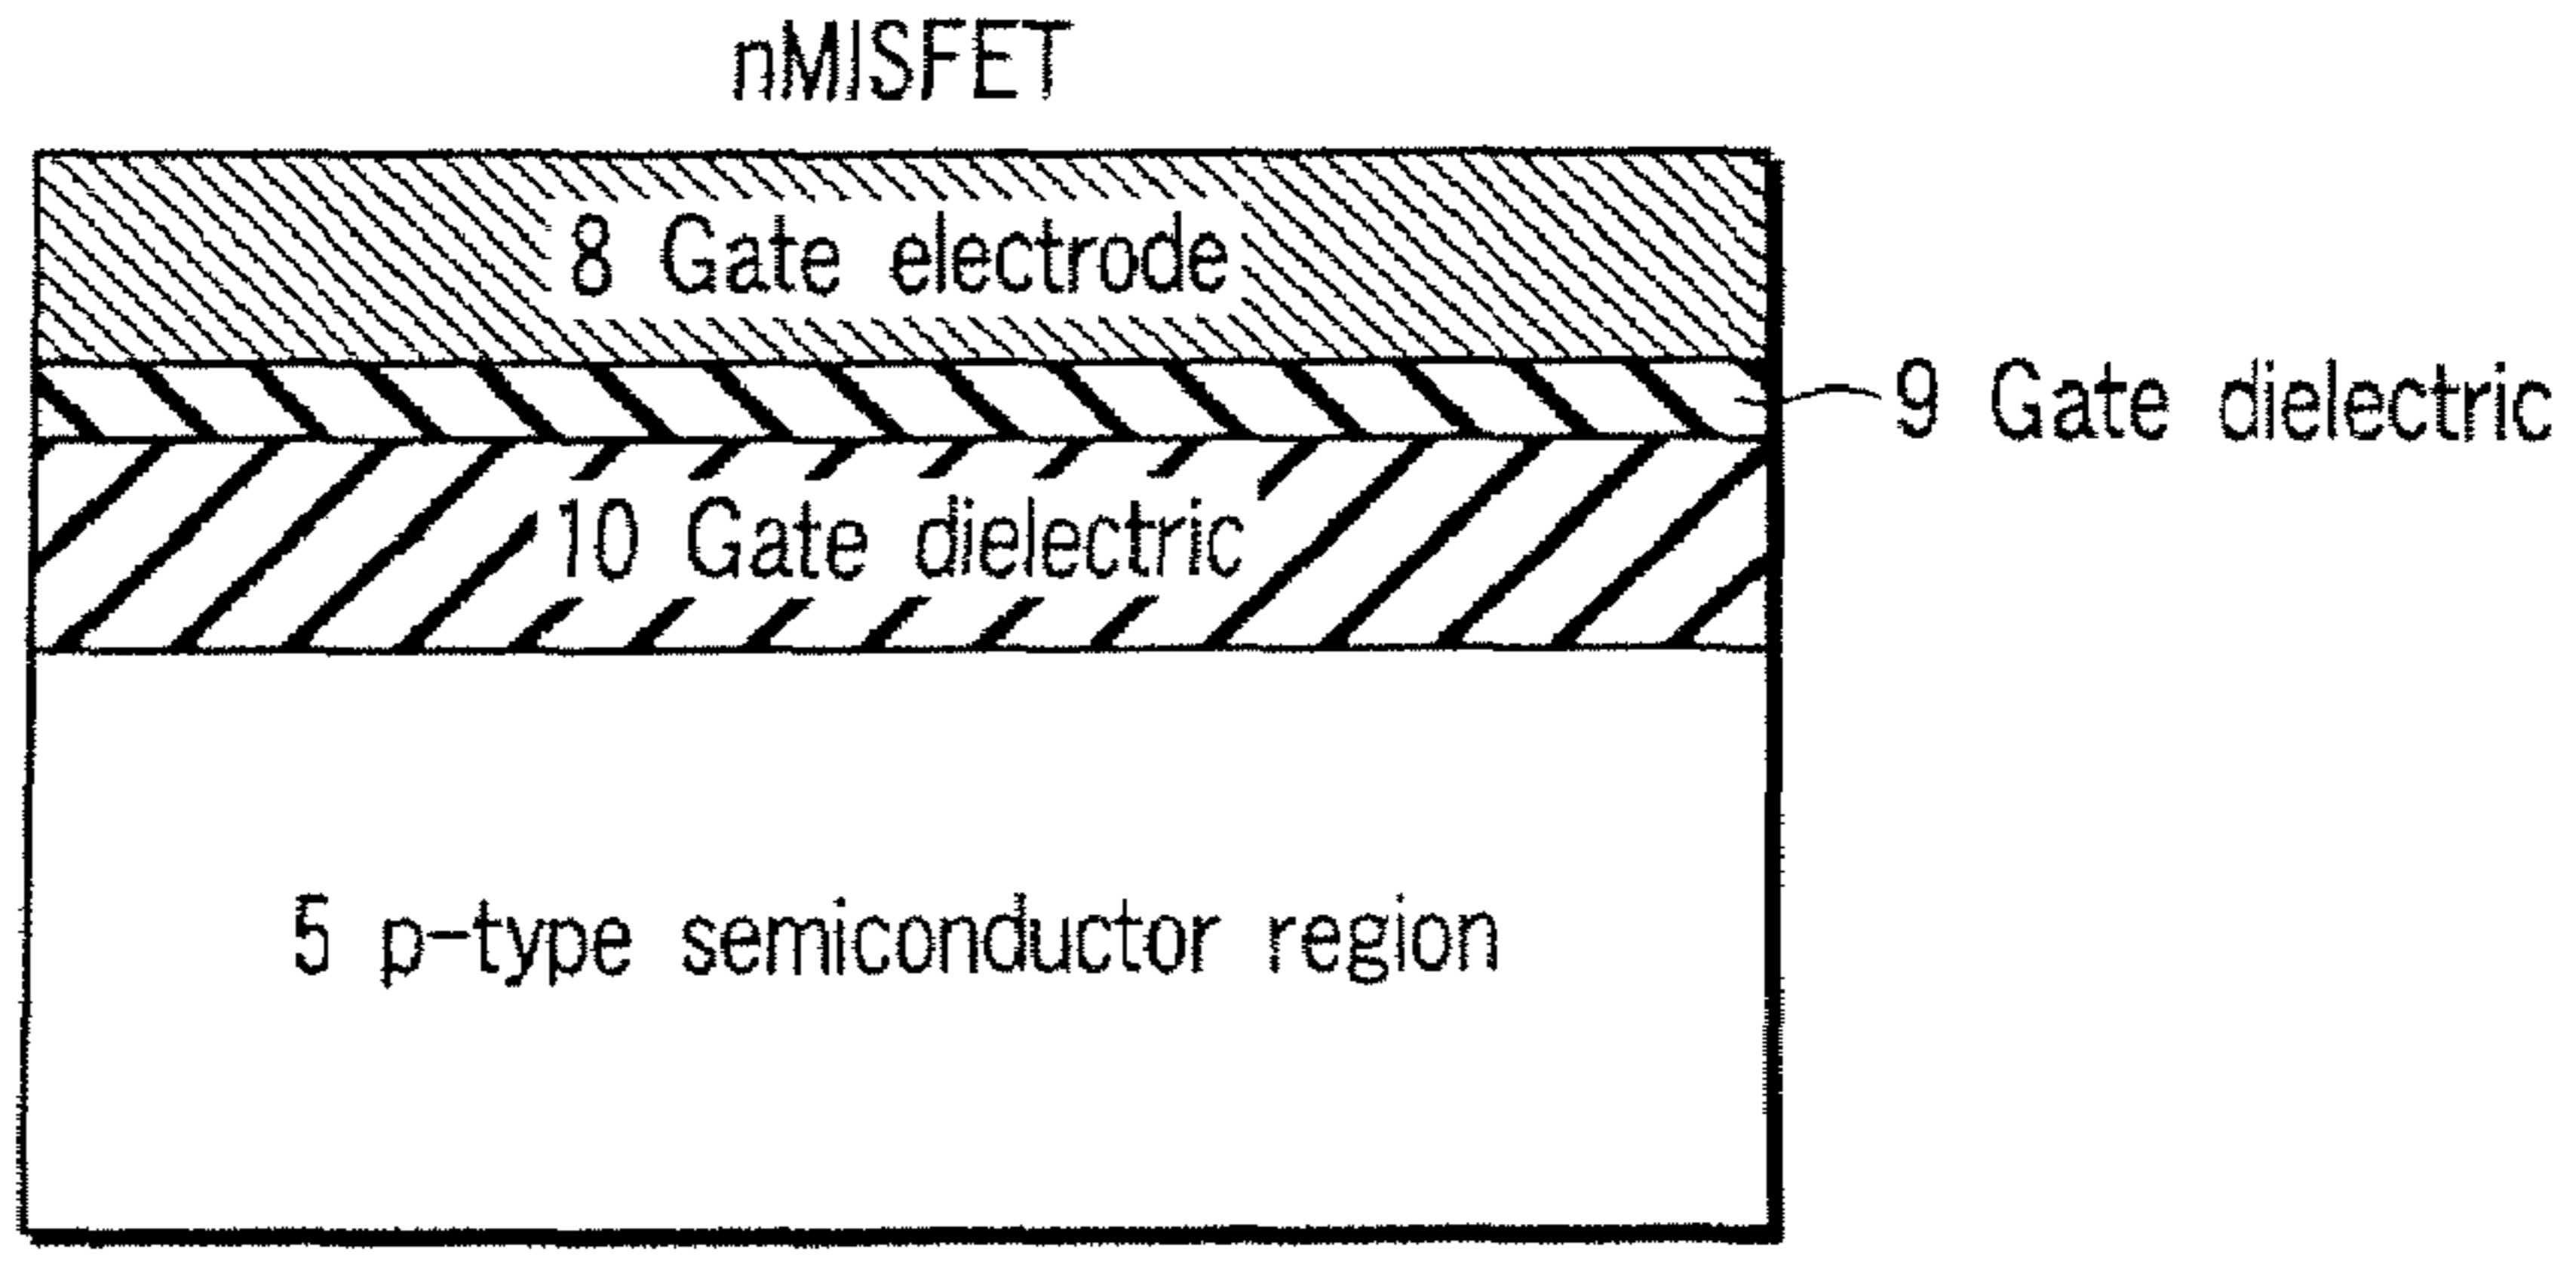 nMISFET
8 Gate electrode
9 Gate dielectric
10 Gate dielectric
5 p-type semiconductor region